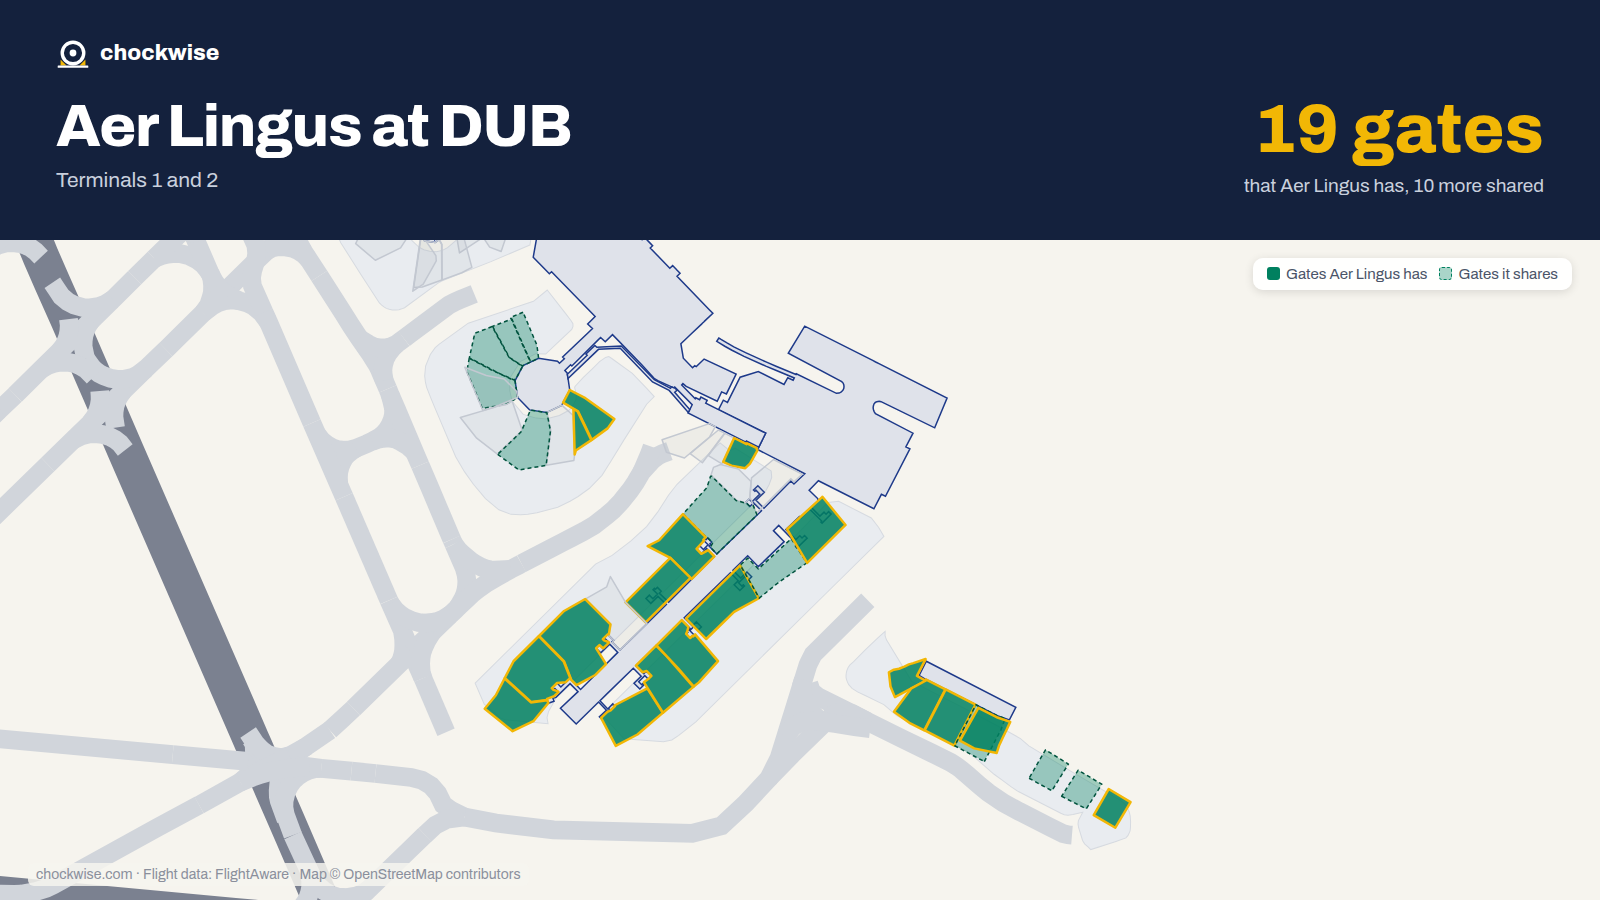 chockwise
Aer Lingus at DUB
Terminals 1 and 2
19 gates
that Aer Lingus has, 10 more shared
Gates Aer Lingus has
Gates it shares
chockwise.com · Flight data: FlightAware · Map © OpenStreetMap contributors